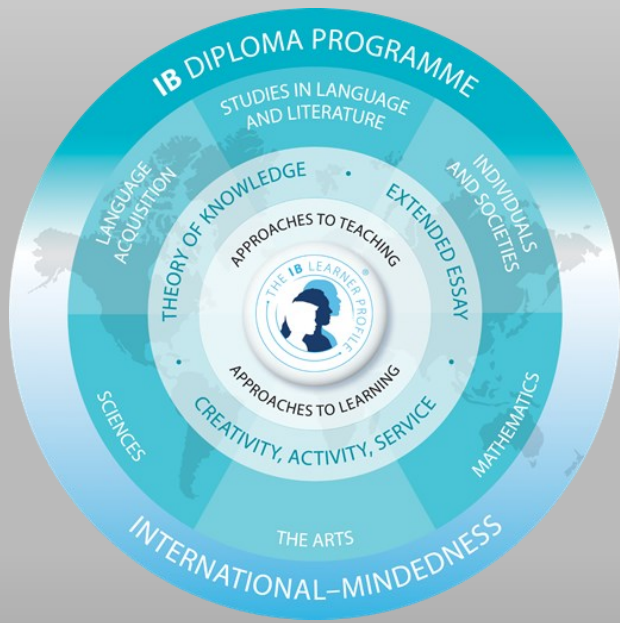 IB DIPLOMA PROGRAMME
STUDIES IN LANGUAGE
AND LITERATURE
LANGUAGE
ACQUISITION
INDIVIDUALS
AND SOCIETIES
THEORY OF KNOWLEDGE
EXTENDED ESSAY
APPROACHES TO TEACHING
THE IB LEARNER PROFILE
®
APPROACHES TO LEARNING
CREATIVITY, ACTIVITY, SERVICE
SCIENCES
MATHEMATICS
THE ARTS
INTERNATIONAL–MINDEDNESS